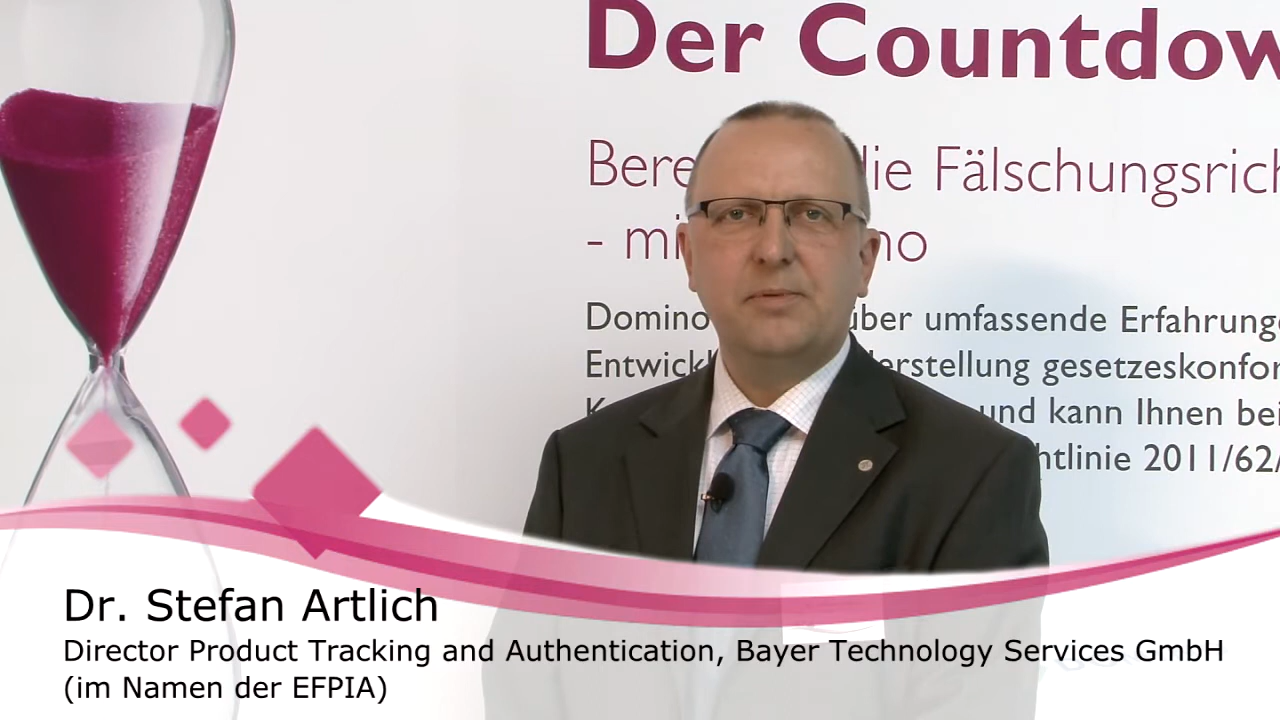 Der Countdow
Bere die Fälschungsrich
- mi no
Domino über umfassende Erfahrung
Entwickl erstellung gesetzeskonfor
K und kann Ihnen bei
htlinie 2011/62/
Dr. Stefan Artlich
Director Product Tracking and Authentication, Bayer Technology Services GmbH
(im Namen der EFPIA)